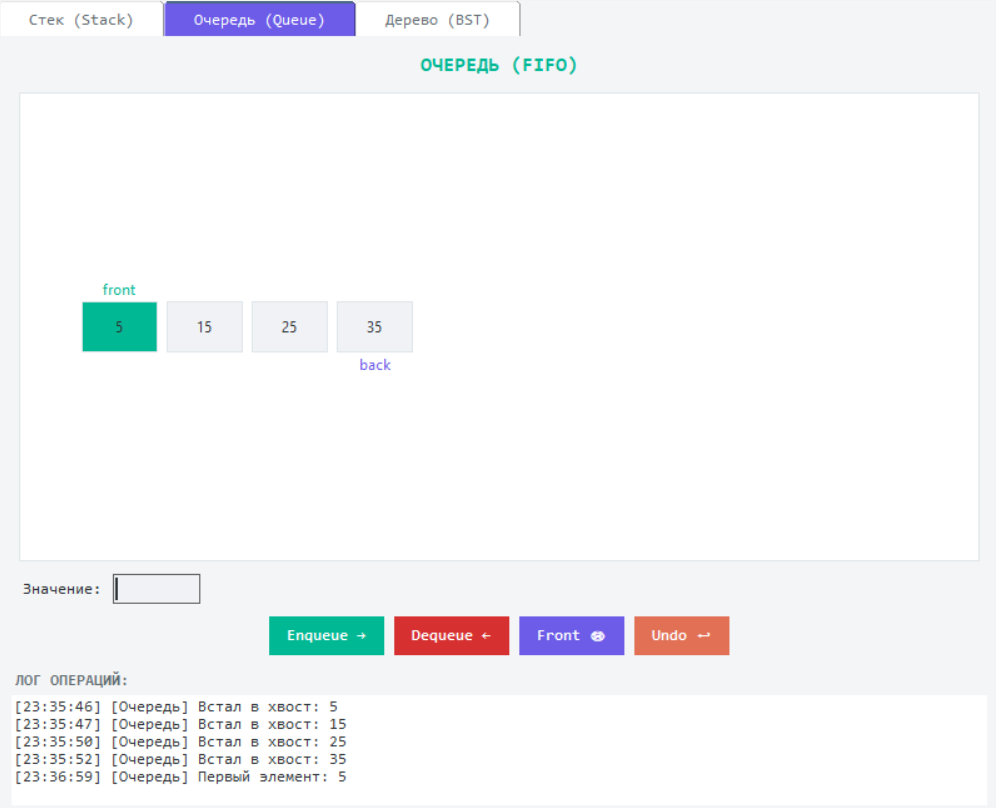 Стек (Stack) Очередь (Queue) Дерево (BST)
ОЧЕРЕДЬ (FIFO)
front
5 15 25 35
back
Значение:
Enqueue → Dequeue ← Front 👁 Undo ↩
ЛОГ ОПЕРАЦИЙ:
[23:35:46] [Очередь] Встал в хвост: 5
[23:35:47] [Очередь] Встал в хвост: 15
[23:35:50] [Очередь] Встал в хвост: 25
[23:35:52] [Очередь] Встал в хвост: 35
[23:36:59] [Очередь] Первый элемент: 5